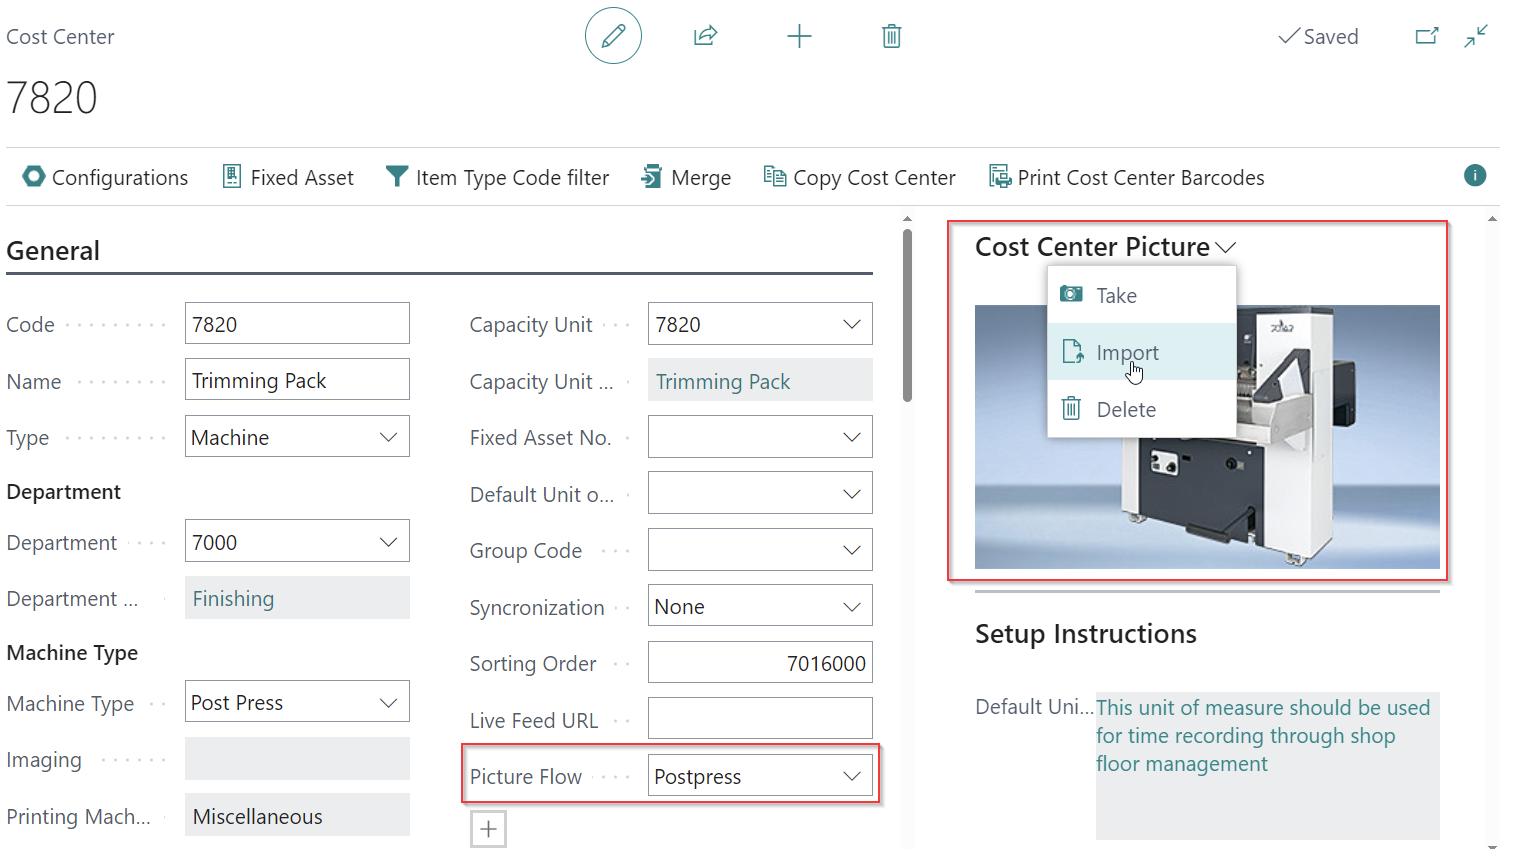 Cost Center
Saved
7820
Configurations
Fixed Asset
Item Type Code filter
Merge
Copy Cost Center
Print Cost Center Barcodes
General
Code
7820
Name
Trimming Pack
Type
Machine
Department
Department
7000
Department ...
Finishing
Machine Type
Machine Type
Post Press
Imaging
Printing Mach...
Miscellaneous
Capacity Unit
7820
Capacity Unit ...
Trimming Pack
Fixed Asset No.
Default Unit o...
Group Code
Syncronization
None
Sorting Order
7016000
Live Feed URL
Picture Flow
Postpress
Cost Center Picture
Take
Import
Delete
Setup Instructions
Default Uni...
This unit of measure should be used
for time recording through shop
floor management